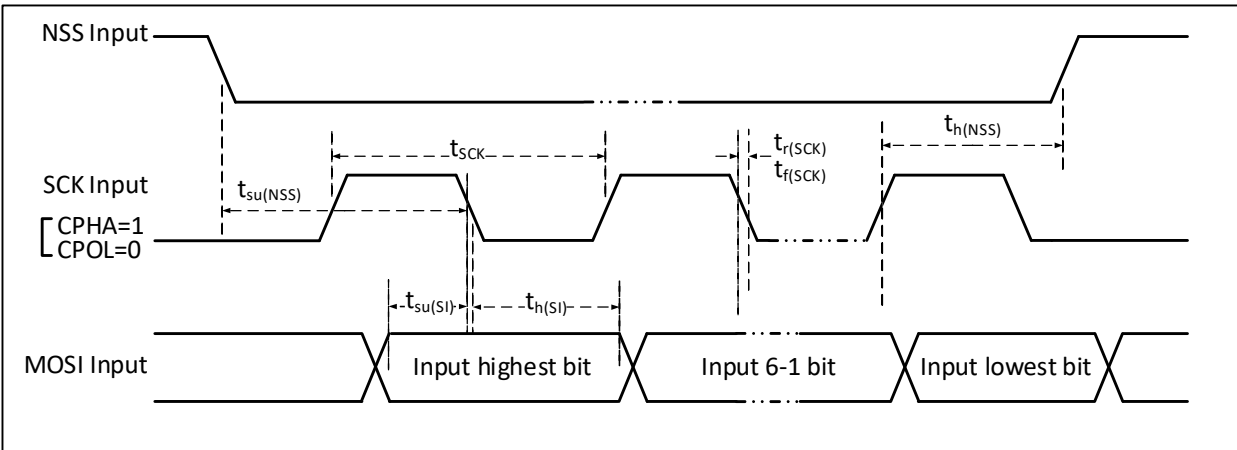 NSS Input
th(NSS)
tSCK
tr(SCK)
tf(SCK)
SCK Input
tsu(NSS)
CPHA=1
CPOL=0
tsu(SI)
th(SI)
MOSI Input
Input highest bit
Input 6-1 bit
Input lowest bit